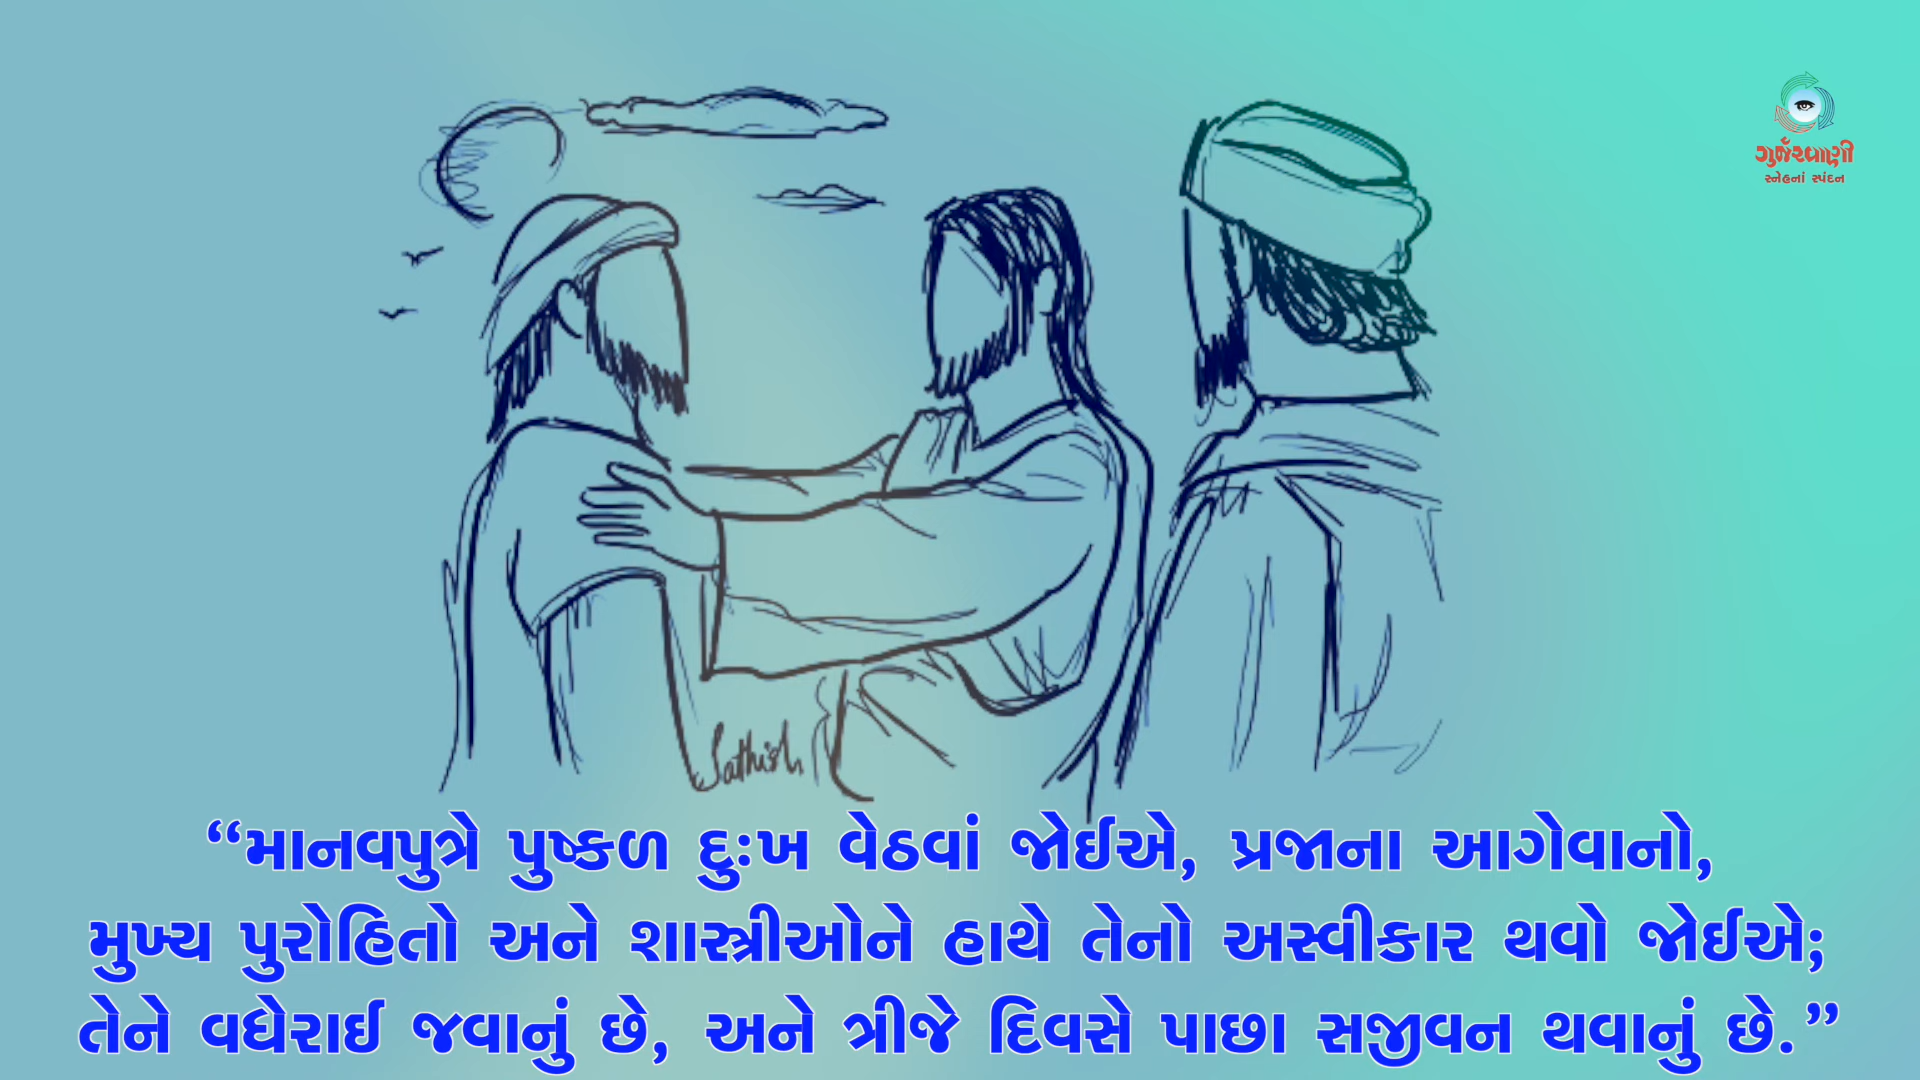 ગુર્જરવાણી
સ્નેહનાં સ્પંદન
Sathish
“માનવપુત્રે પુષ્કળ દુઃખ વેઠવાં જોઈએ, પ્રજાના આગેવાનો,
મુખ્ય પુરોહિતો અને શાસ્ત્રીઓને હાથે તેનો અસ્વીકાર થવો જોઈએ;
તેને વધેરાઈ જવાનું છે, અને ત્રીજે દિવસે પાછા સજીવન થવાનું છે.”